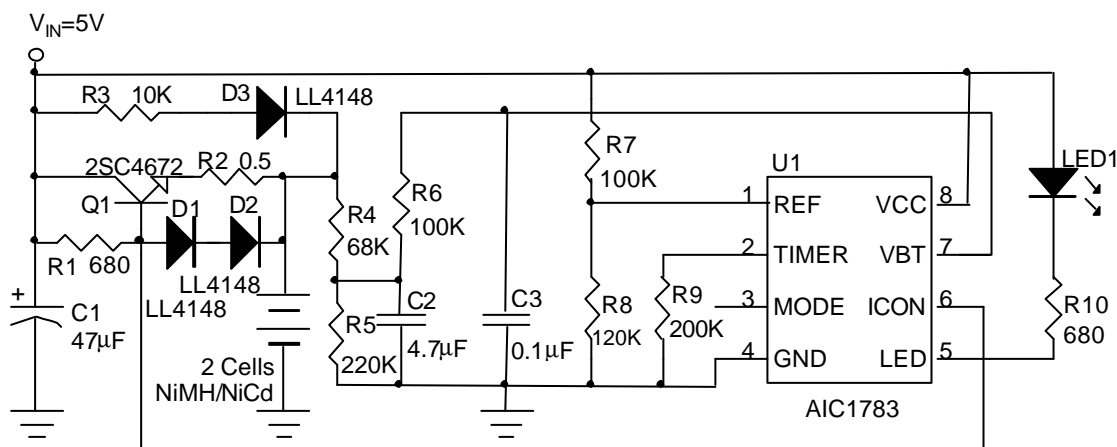 V_IN=5V
R3 10K D3 LL4148
2SC4672 R2 0.5
Q1 D1 D2
R1 680
LL4148
LL4148
+
C1
47μF
2 Cells
NiMH/NiCd
R4
68K
R5
220K
R6
100K
C2
4.7μF
C3
0.1μF
R7
100K
R8
120K
R9
200K
U1
1 REF VCC 8
2 TIMER VBT 7
3 MODE ICON 6
4 GND LED 5
AIC1783
LED1
R10
680